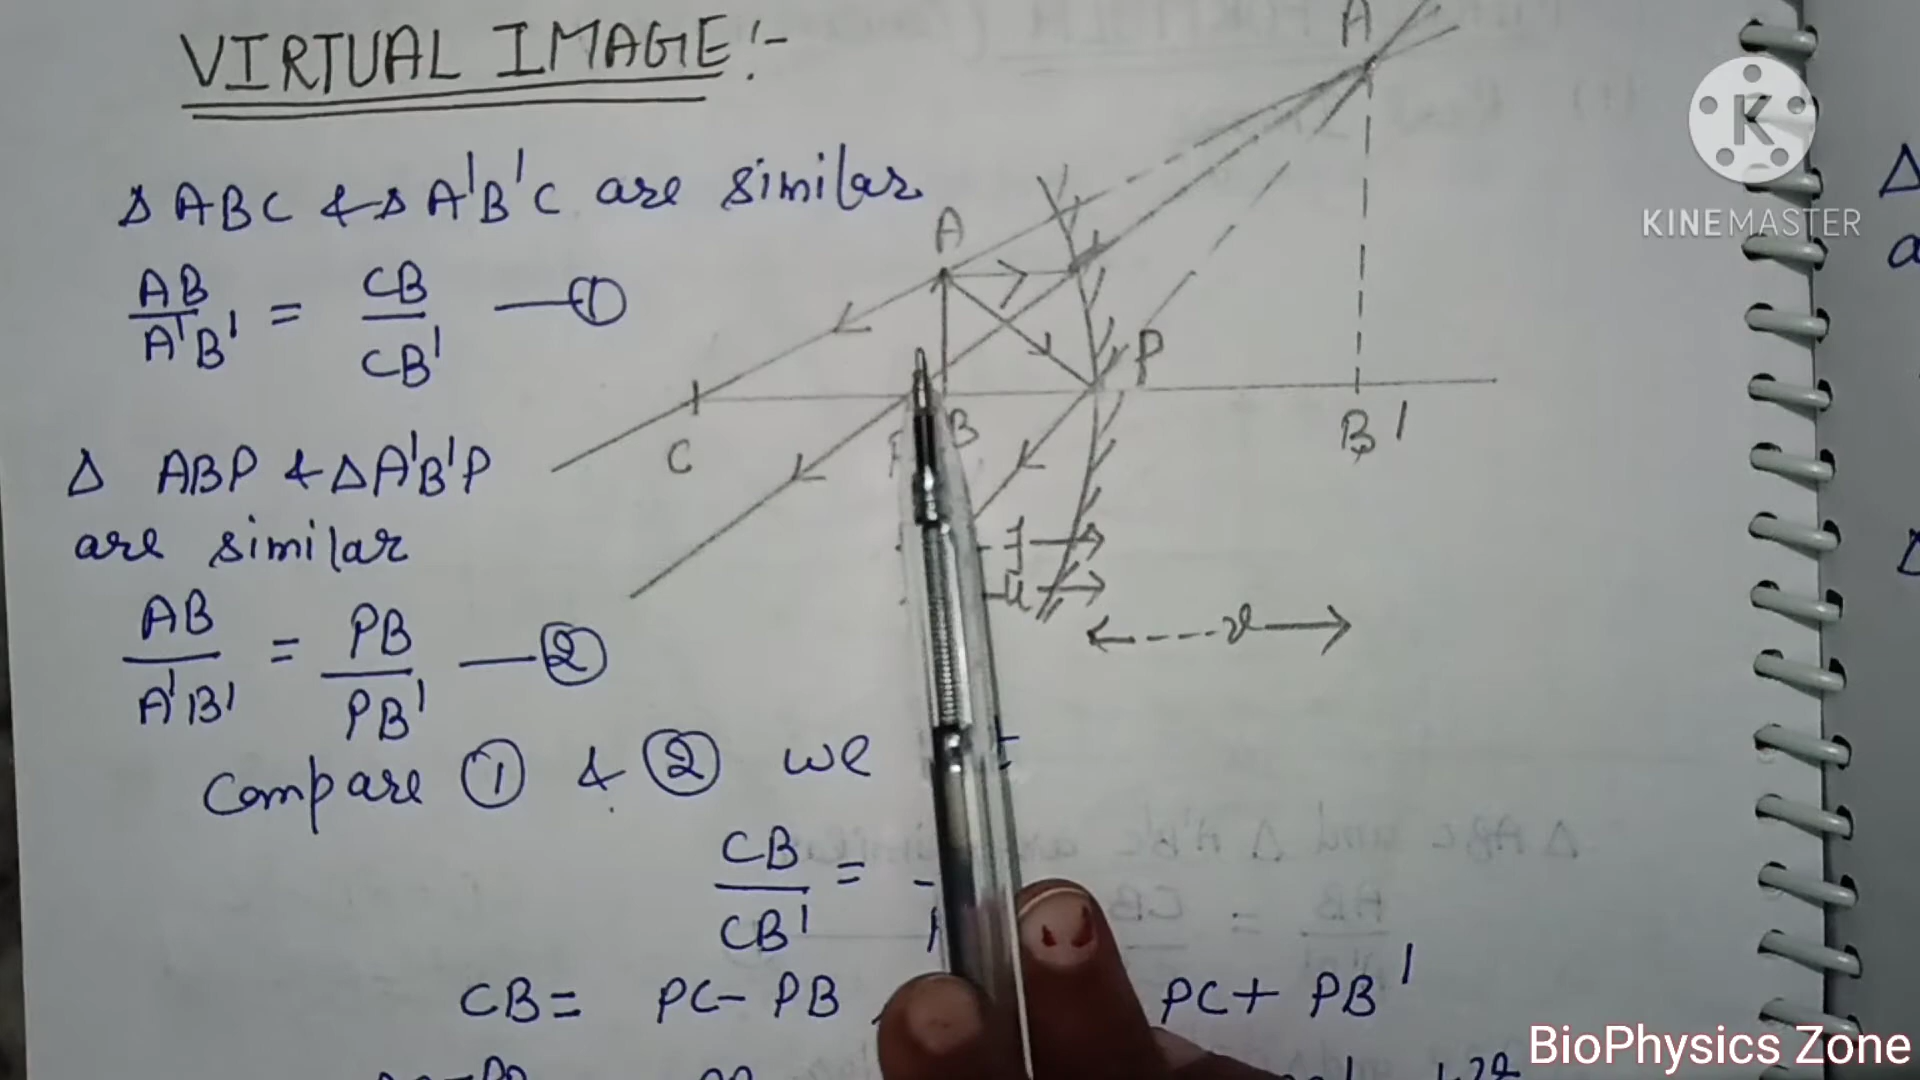 VIRTUAL IMAGE :-
Δ ABC & Δ A'B'C are similar
AB/A'B' = CB/CB' — ①
Δ ABP & Δ A'B'P
are similar
AB/A'B' = PB/PB' — ②
Compare ① & ② we
CB/CB' =
CB = PC - PB
PC + PB'
A
A
P
C
B
B'
f
u
v
K
KINEMASTER
BioPhysics Zone